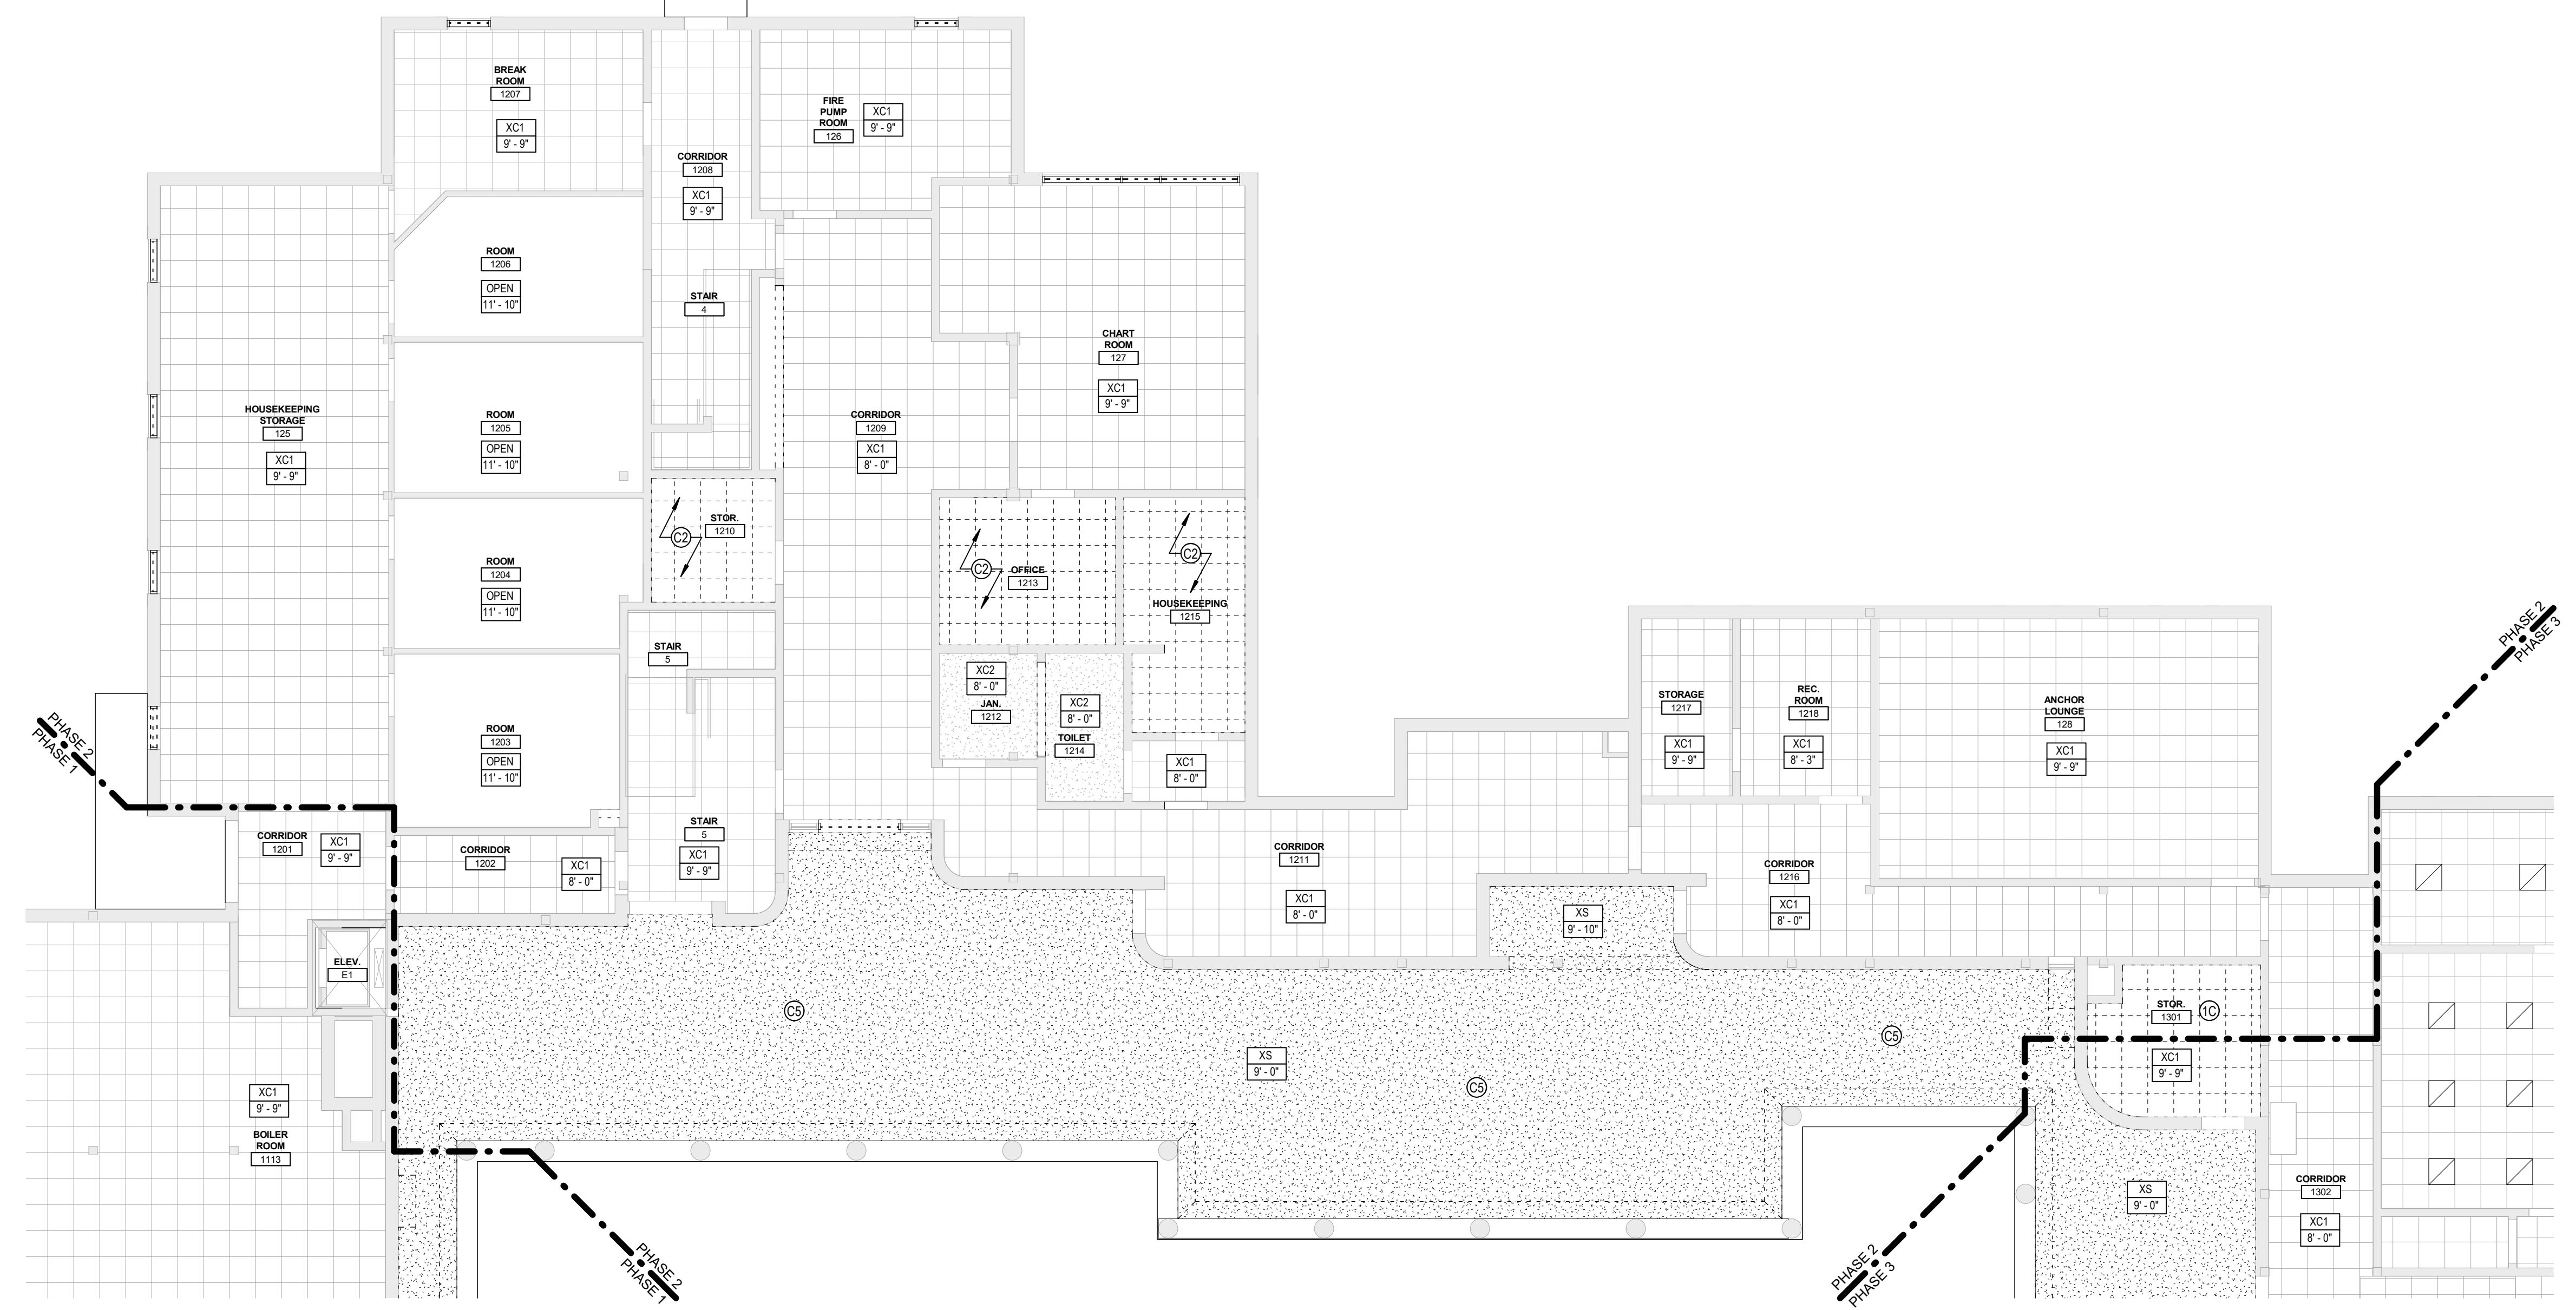 BREAK
ROOM
1207
XC1
9' - 9"
FIRE
PUMP
ROOM
126
XC1
9' - 9"
CORRIDOR
1208
XC1
9' - 9"
ROOM
1206
OPEN
11' - 10"
STAIR
4
CHART
ROOM
127
XC1
9' - 9"
HOUSEKEEPING
STORAGE
125
XC1
9' - 9"
ROOM
1205
OPEN
11' - 10"
CORRIDOR
1209
XC1
8' - 0"
C2
STOR.
1210
C2
OFFICE
1213
C2
HOUSEKEEPING
1215
ROOM
1204
OPEN
11' - 10"
STAIR
5
XC2
8' - 0"
JAN.
1212
XC2
8' - 0"
TOILET
1214
XC1
8' - 0"
ROOM
1203
OPEN
11' - 10"
STORAGE
1217
XC1
9' - 9"
REC.
ROOM
1218
XC1
8' - 3"
ANCHOR
LOUNGE
128
XC1
9' - 9"
PHASE 2
PHASE 3
PHASE 2
PHASE 1
CORRIDOR
1201
XC1
9' - 9"
CORRIDOR
1202
XC1
8' - 0"
STAIR
5
XC1
9' - 9"
CORRIDOR
1211
XC1
8' - 0"
CORRIDOR
1216
XC1
8' - 0"
XS
9' - 10"
ELEV.
E1
C5
STOR.
1301
1C
XC1
9' - 9"
C5
XS
9' - 0"
C5
XC1
9' - 9"
BOILER
ROOM
1113
XS
9' - 0"
CORRIDOR
1302
XC1
8' - 0"
PHASE 2
PHASE 1
PHASE 2
PHASE 3